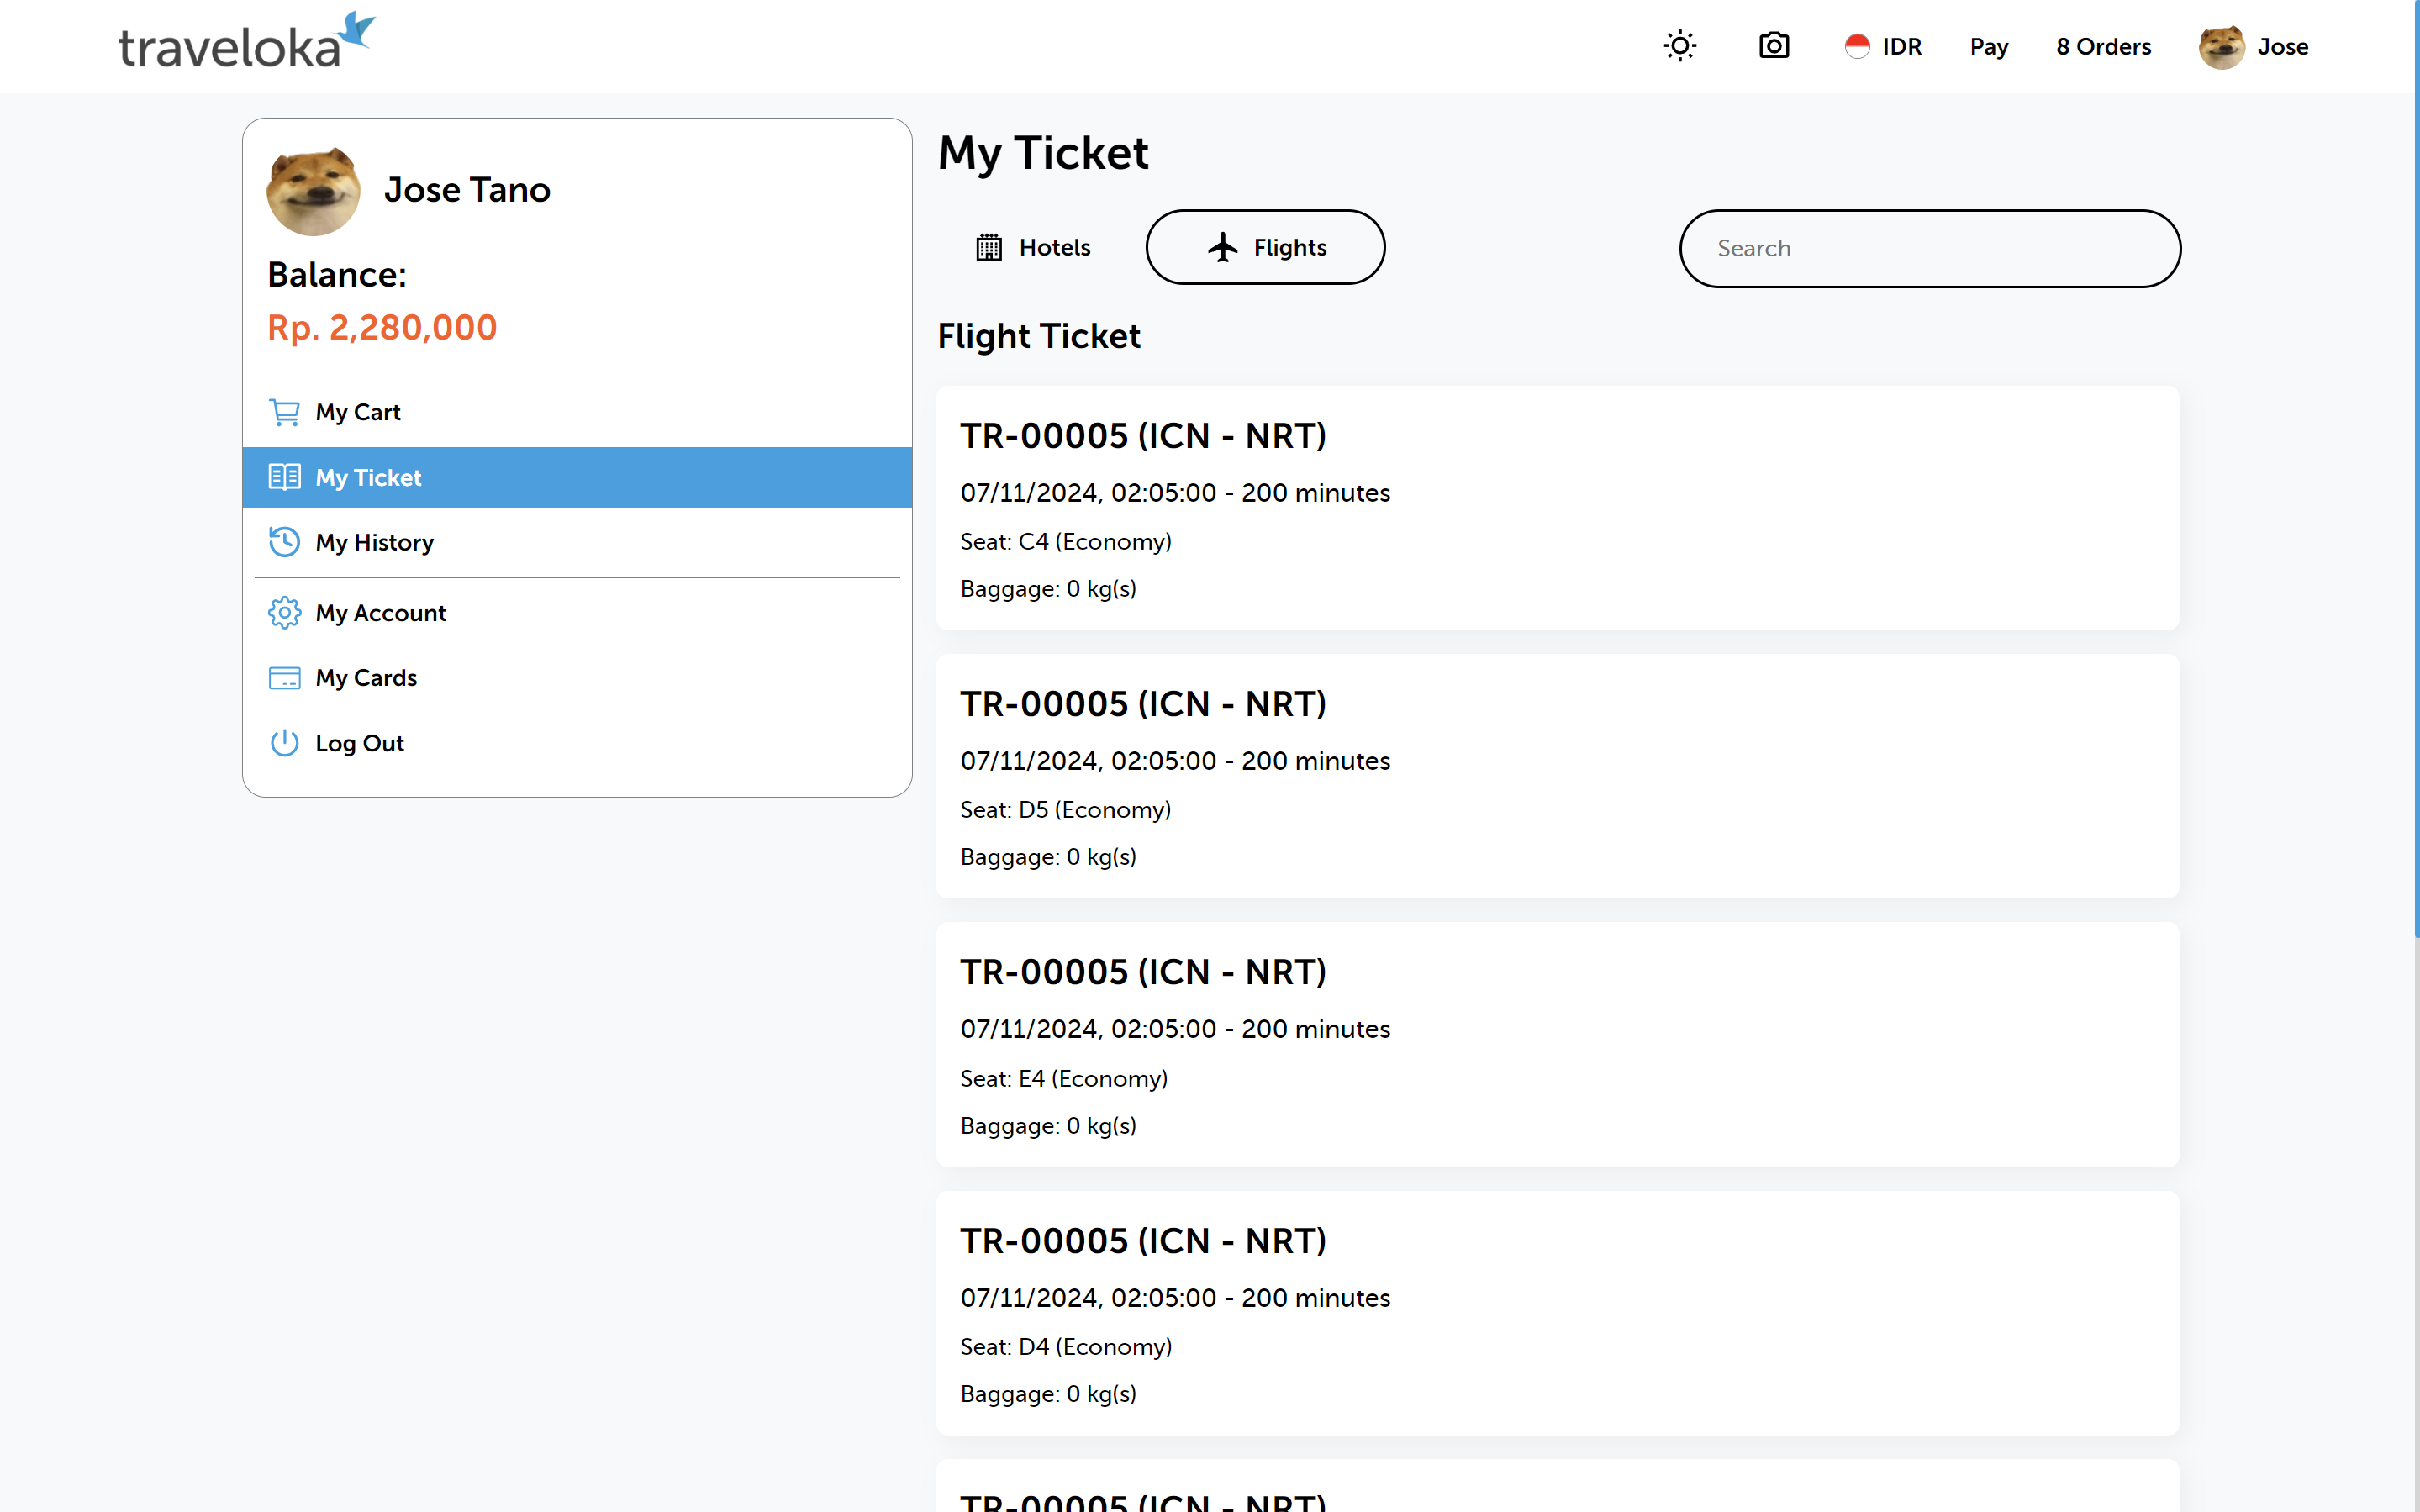 traveloka
IDR
Pay
8 Orders
Jose
Jose Tano
Balance:
Rp. 2,280,000
My Cart
My Ticket
My History
My Account
My Cards
Log Out
My Ticket
Hotels
Flights
Search
Flight Ticket
TR-00005 (ICN - NRT)
07/11/2024, 02:05:00 - 200 minutes
Seat: C4 (Economy)
Baggage: 0 kg(s)
TR-00005 (ICN - NRT)
07/11/2024, 02:05:00 - 200 minutes
Seat: D5 (Economy)
Baggage: 0 kg(s)
TR-00005 (ICN - NRT)
07/11/2024, 02:05:00 - 200 minutes
Seat: E4 (Economy)
Baggage: 0 kg(s)
TR-00005 (ICN - NRT)
07/11/2024, 02:05:00 - 200 minutes
Seat: D4 (Economy)
Baggage: 0 kg(s)
TR-00005 (ICN - NRT)